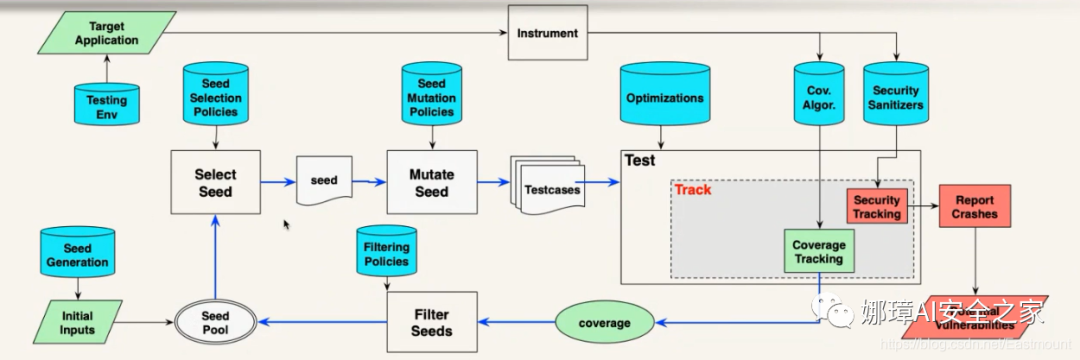 Target
Application
Instrument
Testing
Env
Seed
Selection
Policies
Seed
Mutation
Policies
Optimizations
Cov.
Algor.
Security
Sanitizers
Select
Seed
seed
Mutate
Seed
Testcases
Test
Track
Security
Tracking
Report
Crashes
Coverage
Tracking
Seed
Generation
Filtering
Policies
Initial
Inputs
Seed
Pool
Filter
Seeds
coverage
Vulnerabilities
娜璋AI安全之家
https://blog.csdn.net/Eastmount